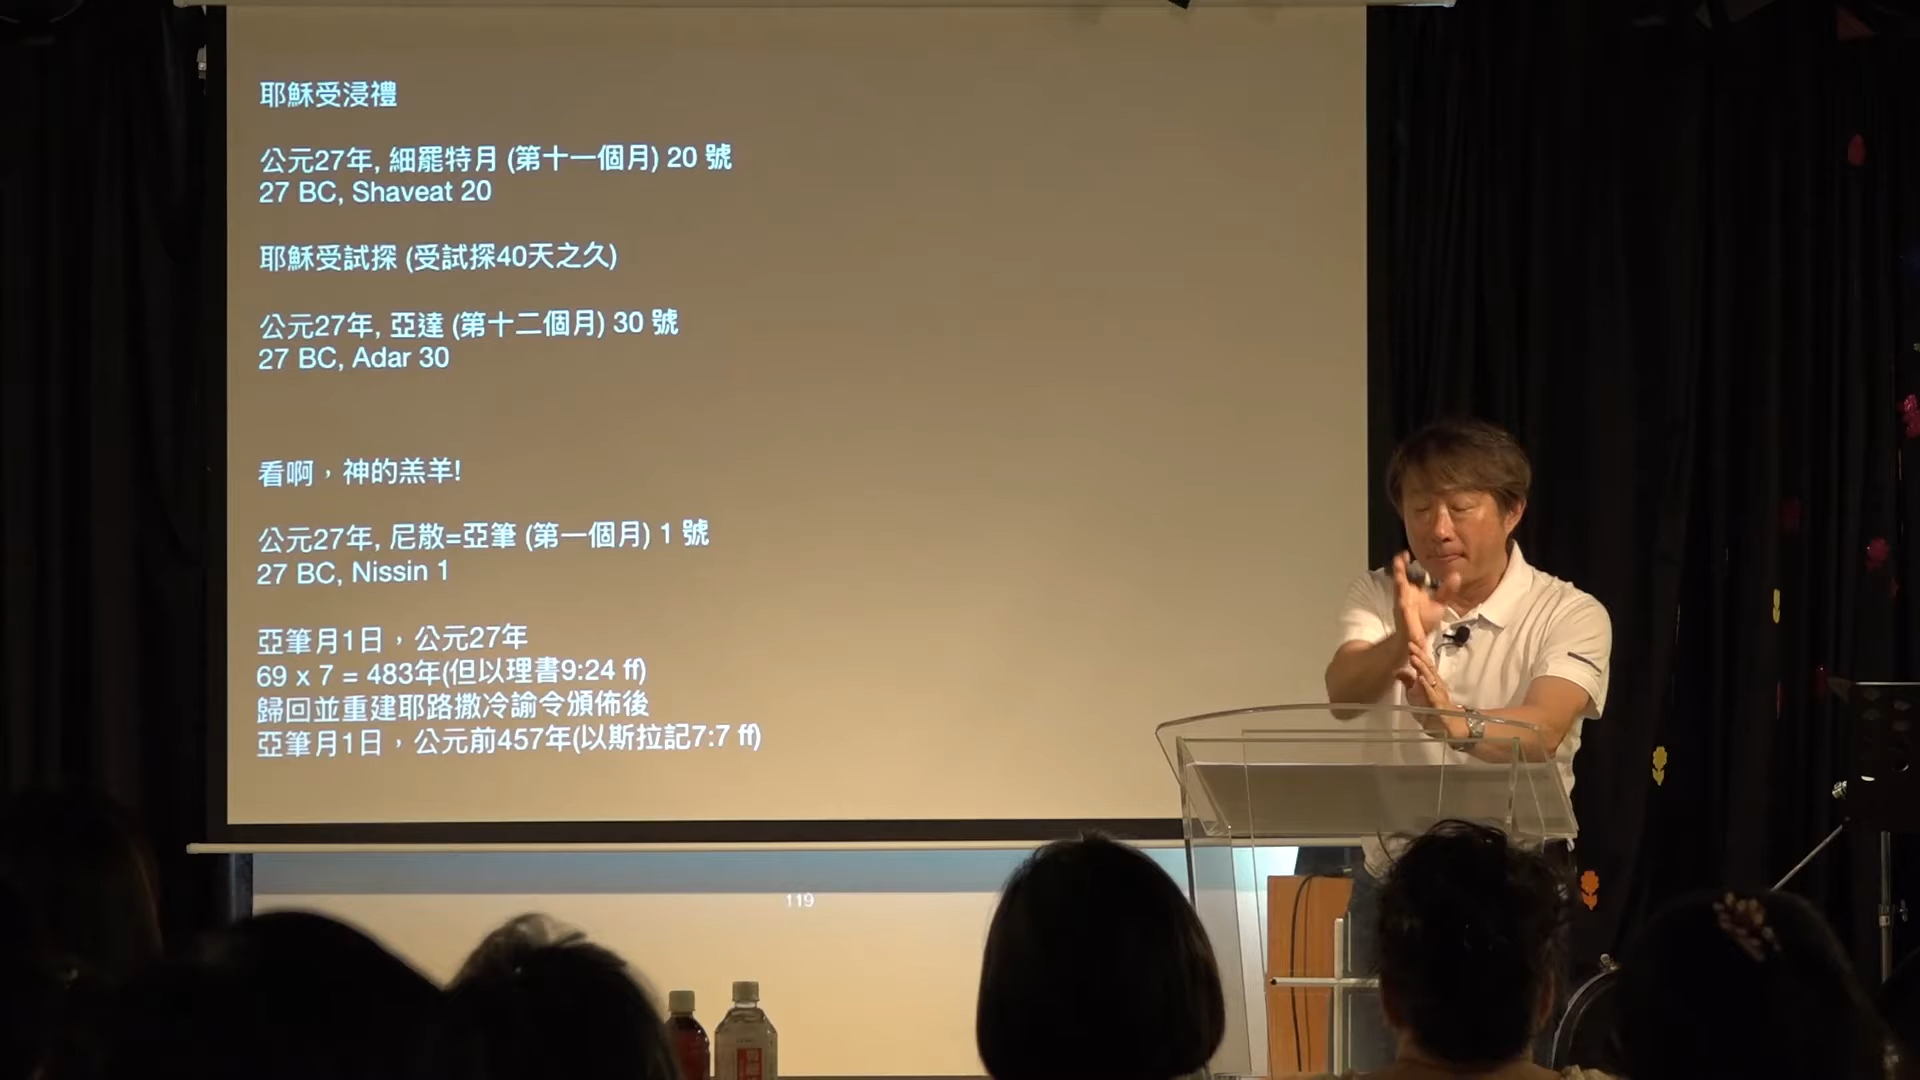 耶穌受浸禮
公元27年, 細罷特月 (第十一個月) 20 號
27 BC, Shaveat 20
耶穌受試探 (受試探40天之久)
公元27年, 亞達 (第十二個月) 30 號
27 BC, Adar 30
看啊，神的羔羊!
公元27年, 尼散=亞筆 (第一個月) 1 號
27 BC, Nissin 1
亞筆月1日，公元27年
69 x 7 = 483年(但以理書9:24 ff)
歸回並重建耶路撒冷諭令頒佈後
亞筆月1日，公元前457年(以斯拉記7:7 ff)
119